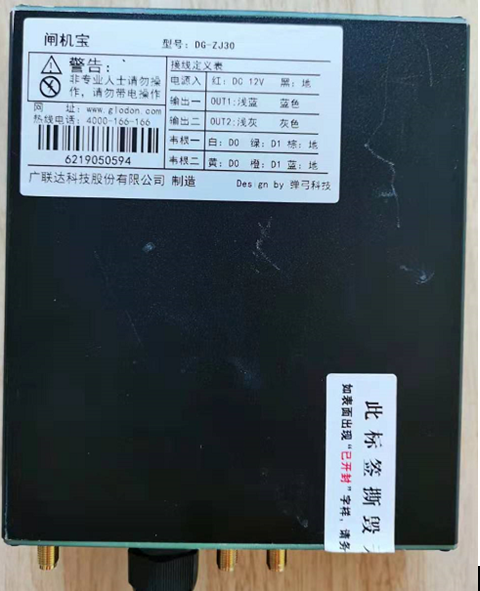 闸机宝 型号: DG-ZJ30
警告:
非专业人士请勿操
作，请勿带电操作
网 址: www.glodon.com
热线电话: 4000-166-166
6219050594
接线定义表
电源入 红: DC 12V 黑: 地
输出一 OUT1:浅蓝 蓝色
输出二 OUT2:浅灰 灰色
韦根一 白: D0 绿: D1 棕: 地
韦根二 黄: D0 橙: D1 蓝: 地
广联达科技股份有限公司 制造 Design by 弹弓科技
此标签撕毁
如表面出现“已开封”字样，请务